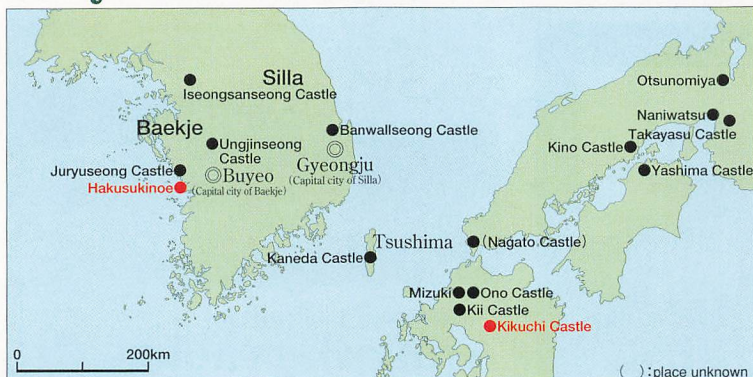 Silla
Iseongsanseong Castle
Otsunomiya
Naniwatsu
Takayasu Castle
Baekje
Banwallseong Castle
Ungjinseong
Castle
Kino Castle
Gyeongju
(Capital city of Silla)
Juryuseong Castle
Buyeo
(Capital city of Baekje)
Yashima Castle
Hakusukinoe
Tsushima
(Nagato Castle)
Kaneda Castle
Mizuki
Ono Castle
Kii Castle
Kikuchi Castle
0
200km
( ):place unknown